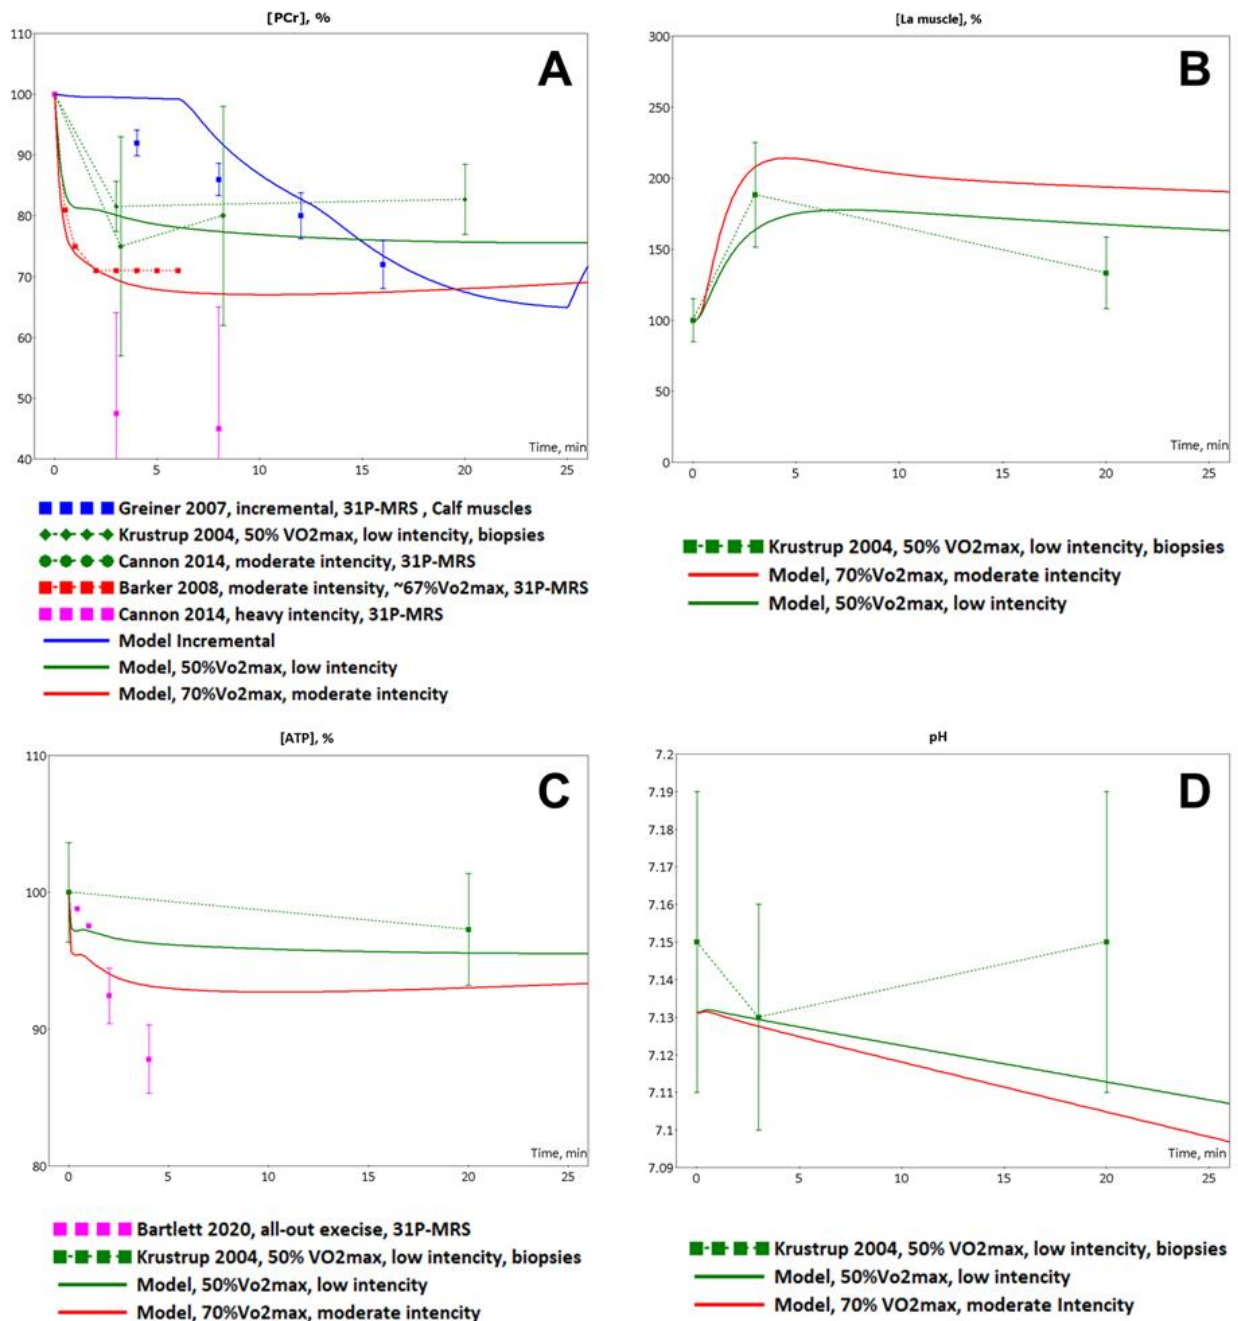 [PCr], %
A
110
100
90
80
70
60
50
40
Time, min
0
5
10
15
20
25
Greiner 2007, incremental, 31P-MRS , Calf muscles
Krustrup 2004, 50% VO2max, low intencity, biopsies
Cannon 2014, moderate intencity, 31P-MRS
Barker 2008, moderate intensity, ~67%Vo2max, 31P-MRS
Cannon 2014, heavy intencity, 31P-MRS
Model Incremental
Model, 50%Vo2max, low intencity
Model, 70%Vo2max, moderate intencity
[La muscle], %
B
300
250
200
150
100
50
0
Time, min
0
5
10
15
20
25
Krustrup 2004, 50% VO2max, low intencity, biopsies
Model, 70%Vo2max, moderate intencity
Model, 50%Vo2max, low intencity
[ATP], %
C
110
100
90
80
Time, min
0
5
10
15
20
25
Bartlett 2020, all-out execise, 31P-MRS
Krustrup 2004, 50% VO2max, low intencity, biopsies
Model, 50%Vo2max, low intencity
Model, 70%Vo2max, moderate intencity
pH
D
7.2
7.19
7.18
7.17
7.16
7.15
7.14
7.13
7.12
7.11
7.1
7.09
Time, min
0
5
10
15
20
25
Krustrup 2004, 50% VO2max, low intencity, biopsies
Model, 50%Vo2max, low intencity
Model, 70% VO2max, moderate Intencity